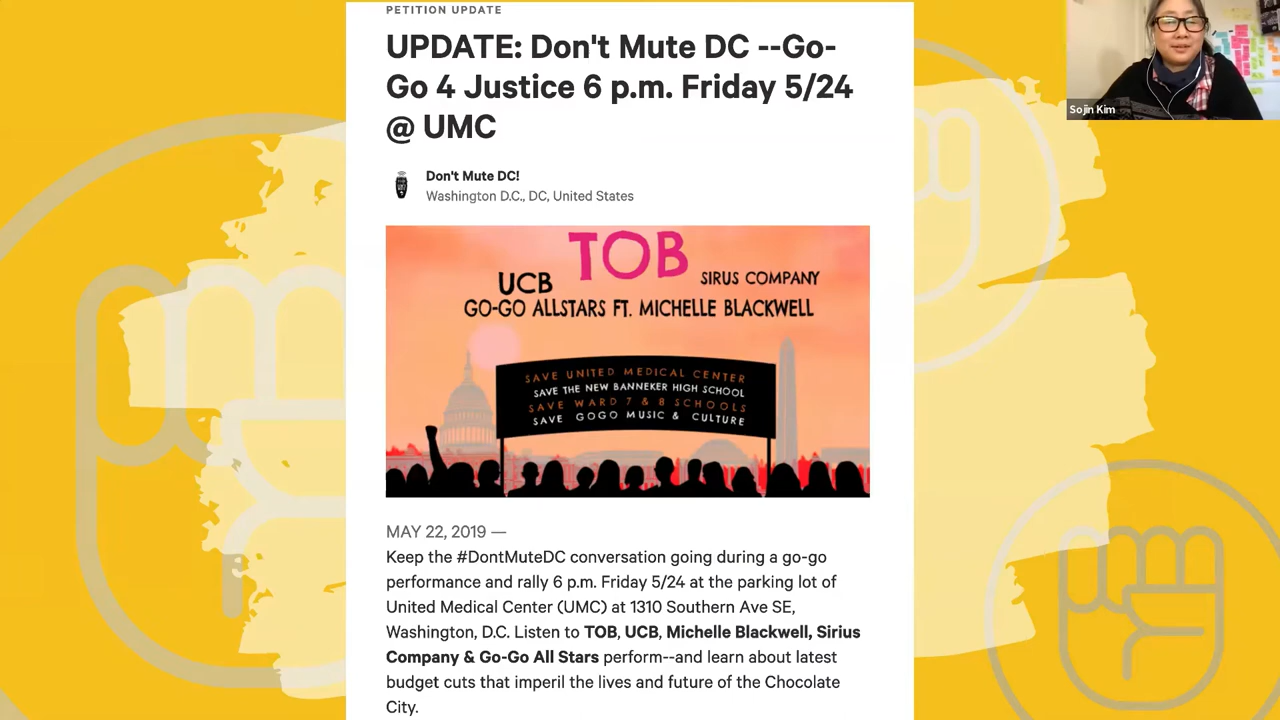 PETITION UPDATE
UPDATE: Don't Mute DC --Go-
Go 4 Justice 6 p.m. Friday 5/24
@ UMC
Sojin Kim
Don't Mute DC!
Washington D.C., DC, United States
TOB
UCB
SIRUS COMPANY
GO-GO ALLSTARS FT. MICHELLE BLACKWELL
SAVE UNITED MEDICAL CENTER
SAVE THE NEW BANNEKER HIGH SCHOOL
SAVE WARD 7 & 8 SCHOOLS
SAVE GOGO MUSIC & CULTURE
MAY 22, 2019 —
Keep the #DontMuteDC conversation going during a go-go
performance and rally 6 p.m. Friday 5/24 at the parking lot of
United Medical Center (UMC) at 1310 Southern Ave SE,
Washington, D.C. Listen to TOB, UCB, Michelle Blackwell, Sirius
Company & Go-Go All Stars perform--and learn about latest
budget cuts that imperil the lives and future of the Chocolate
City.